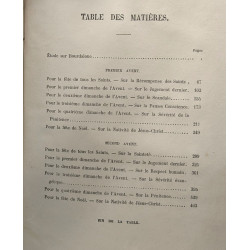 TABLE DES MATIÈRES.
Pages
Étude sur Bourdaloue
PREMIER AVENT
Pour la fête de tous les Saints. — Sur la Récompense des Saints 67
Pour le premier dimanche de l'Avent. — Sur le Jugement dernier. 103
Pour le deuxième dimanche de l'Avent. — Sur le Scandale
Pour le troisième dimanche de l'Avent. — Sur la Fausse Conscience.
Pour le quatrième dimanche de l'Avent. — Sur la Sévérité de la
Pénitence
Pour la fête de Noël. — Sur la Nativité de Jésus-Christ
SECOND AVENT
Pour la fête de tous les Saints. — Sur la Sainteté
Pour le premier dimanche de l'Avent. — Sur le Jugement dernier.
Pour le deuxième dimanche de l'Avent. — Sur le Respect humain.
Pour le troisième dimanche de l'Avent. — Sur la Sévérité évan-
gélique
Pour le quatrième dimanche de l'Avent. — Sur la Pénitence
Pour la fête de Noël. — Sur la Nativité de Jésus-Christ
FIN DE LA TABLE.